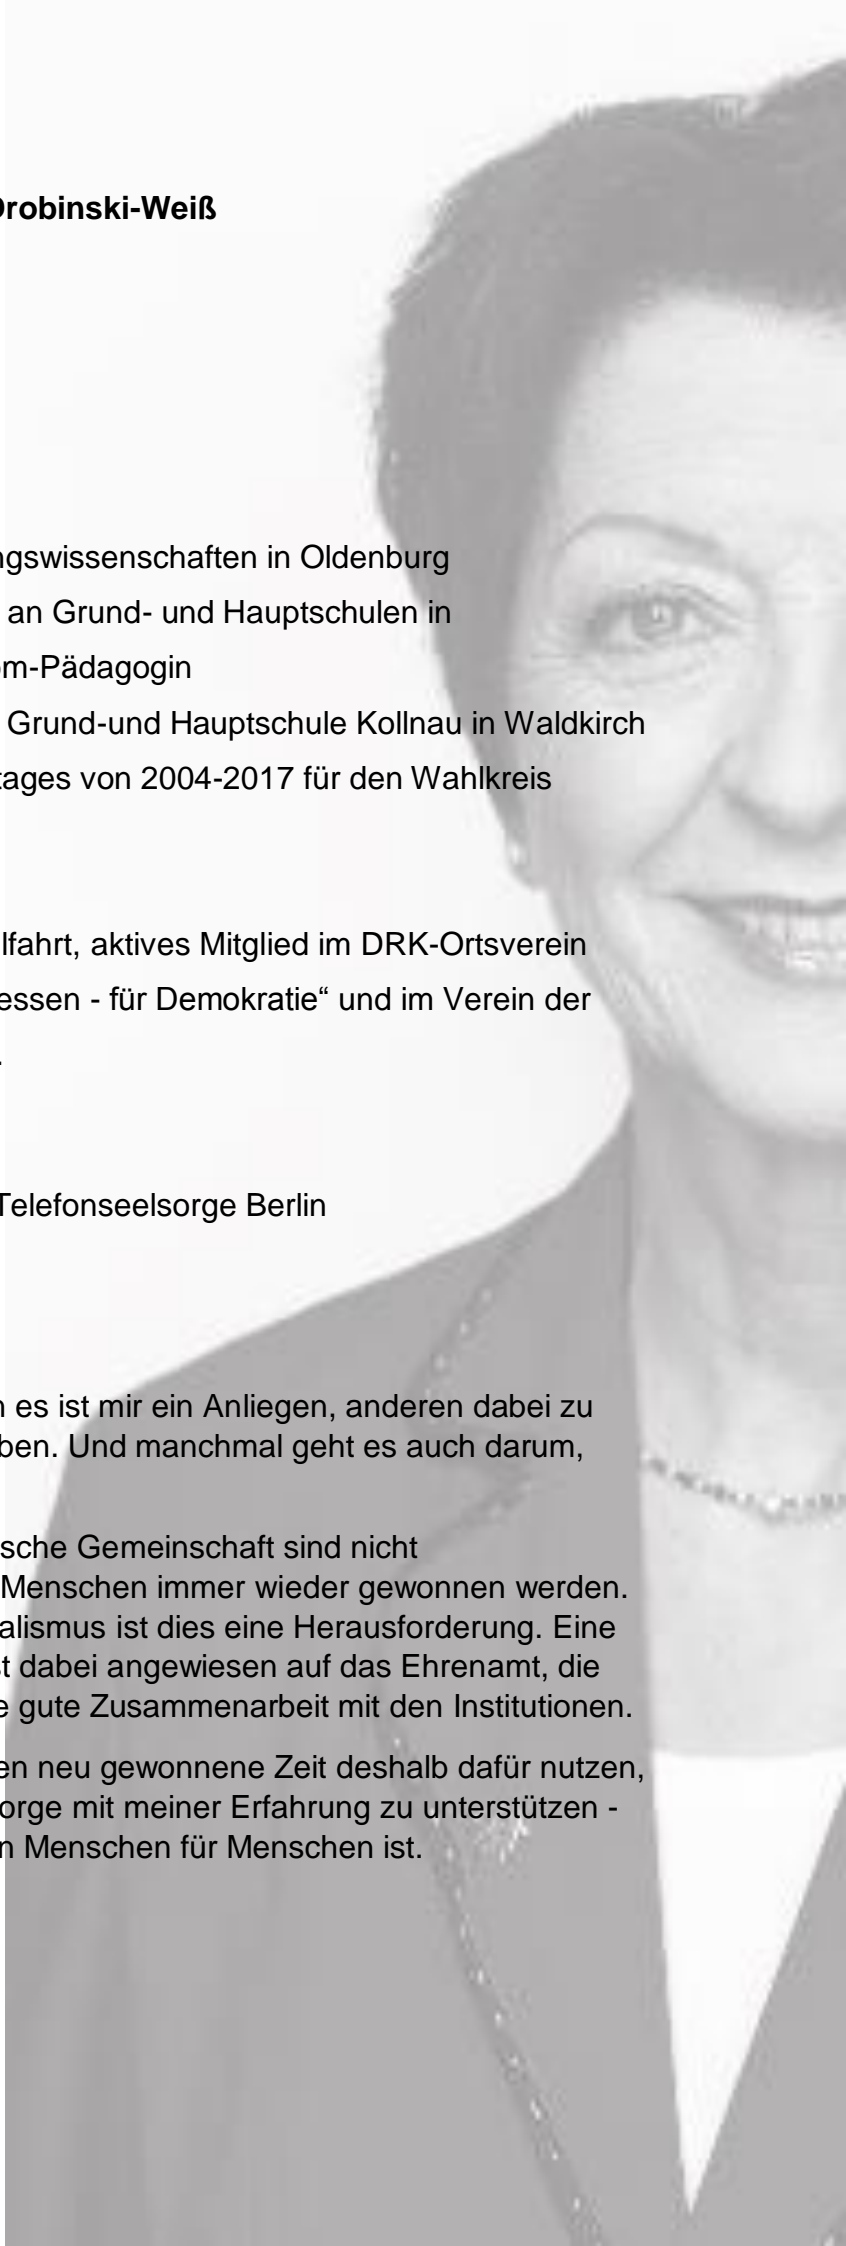 Drobinski-Weiß
ngswissenschaften in Oldenburg
an Grund- und Hauptschulen in
om-Pädagogin
Grund-und Hauptschule Kollnau in Waldkirch
tages von 2004-2017 für den Wahlkreis
lfahrt, aktives Mitglied im DRK-Ortsverein
essen - für Demokratie“ und im Verein der
.
Telefonseelsorge Berlin
n es ist mir ein Anliegen, anderen dabei zu
ben. Und manchmal geht es auch darum,
sche Gemeinschaft sind nicht
Menschen immer wieder gewonnen werden.
alismus ist dies eine Herausforderung. Eine
st dabei angewiesen auf das Ehrenamt, die
e gute Zusammenarbeit mit den Institutionen.
en neu gewonnene Zeit deshalb dafür nutzen,
orge mit meiner Erfahrung zu unterstützen -
n Menschen für Menschen ist.